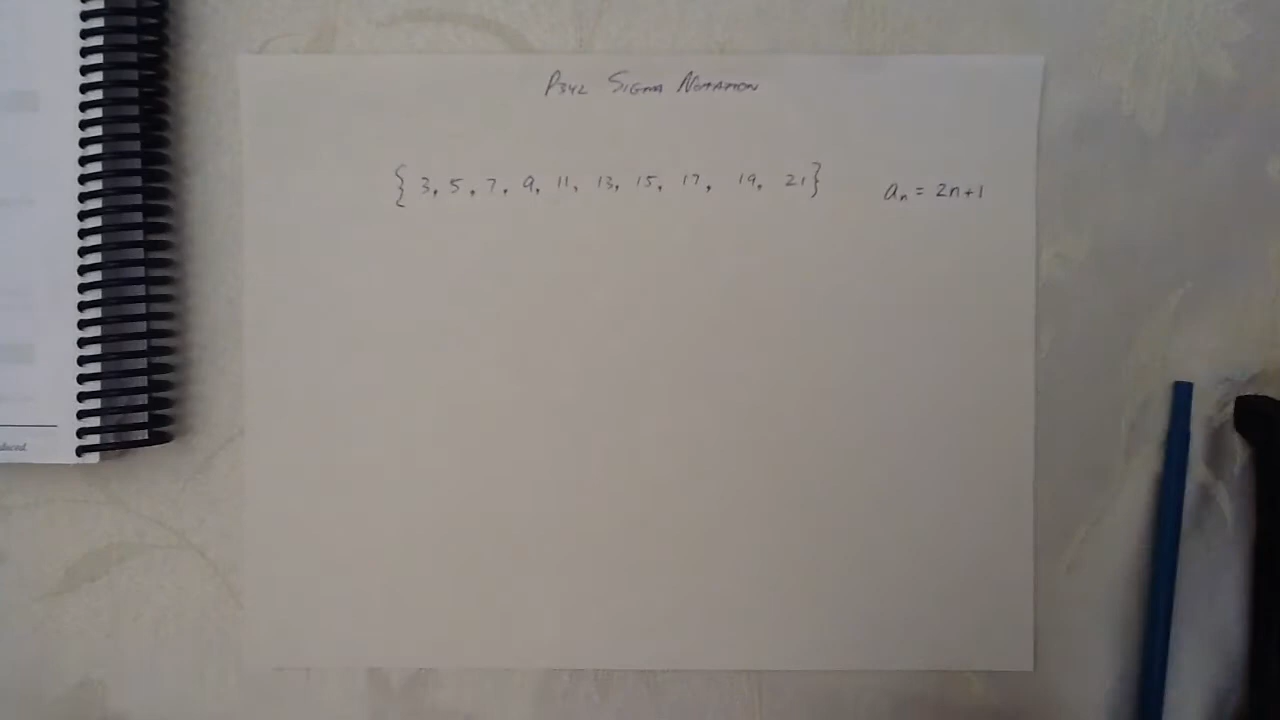 P342 SIGMA NOTATION
{ 3, 5, 7, 9, 11, 13, 15, 17, 19, 21 } aₙ = 2n+1